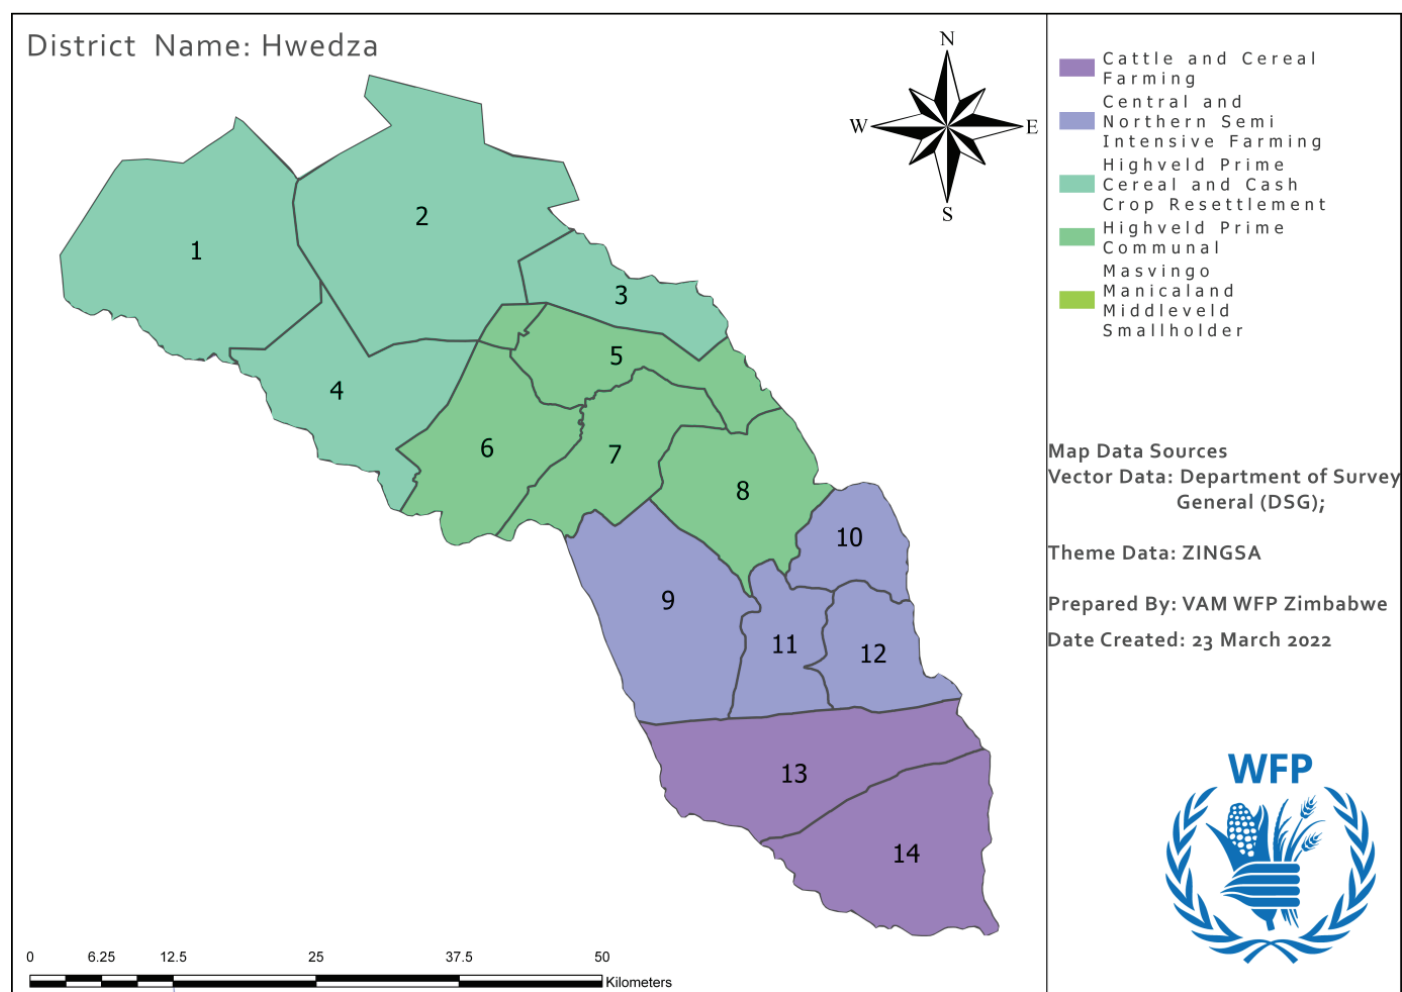 District Name: Hwedza
N
W
E
S
1
2
3
4
5
6
7
8
9
10
11
12
13
14
0 6.25 12.5 25 37.5 50
Kilometers
Cattle and Cereal
Farming
Central and
Northern Semi
Intensive Farming
Highveld Prime
Cereal and Cash
Crop Resettlement
Highveld Prime
Communal
Masvingo
Manicaland
Middleveld
Smallholder
Map Data Sources
Vector Data: Department of Survey
General (DSG);
Theme Data: ZINGSA
Prepared By: VAM WFP Zimbabwe
Date Created: 23 March 2022
WFP